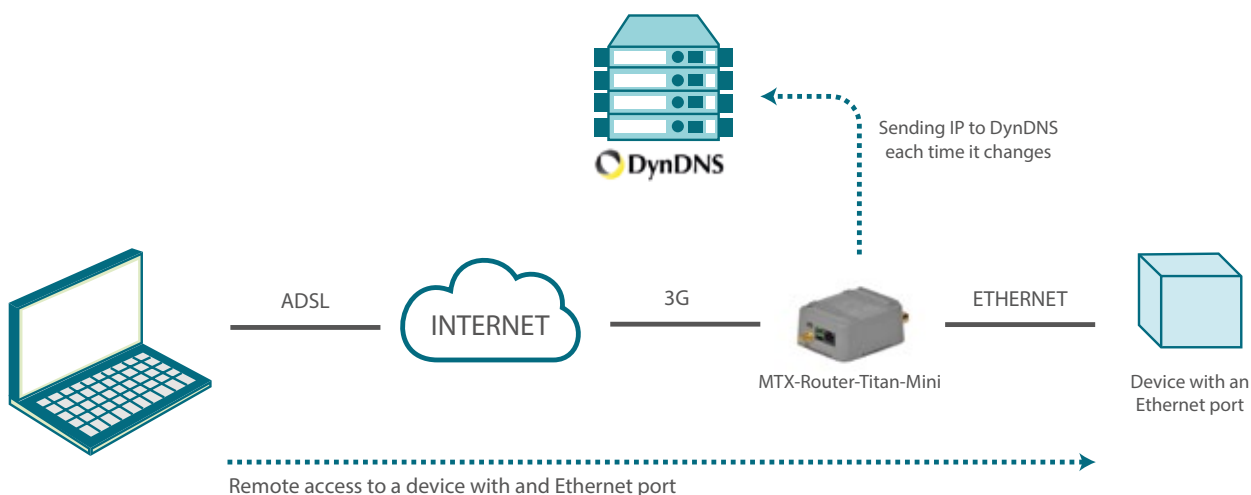 DynDNS
Sending IP to DynDNS
each time it changes
ADSL
INTERNET
3G
ETHERNET
MTX-Router-Titan-Mini
Device with an
Ethernet port
Remote access to a device with and Ethernet port